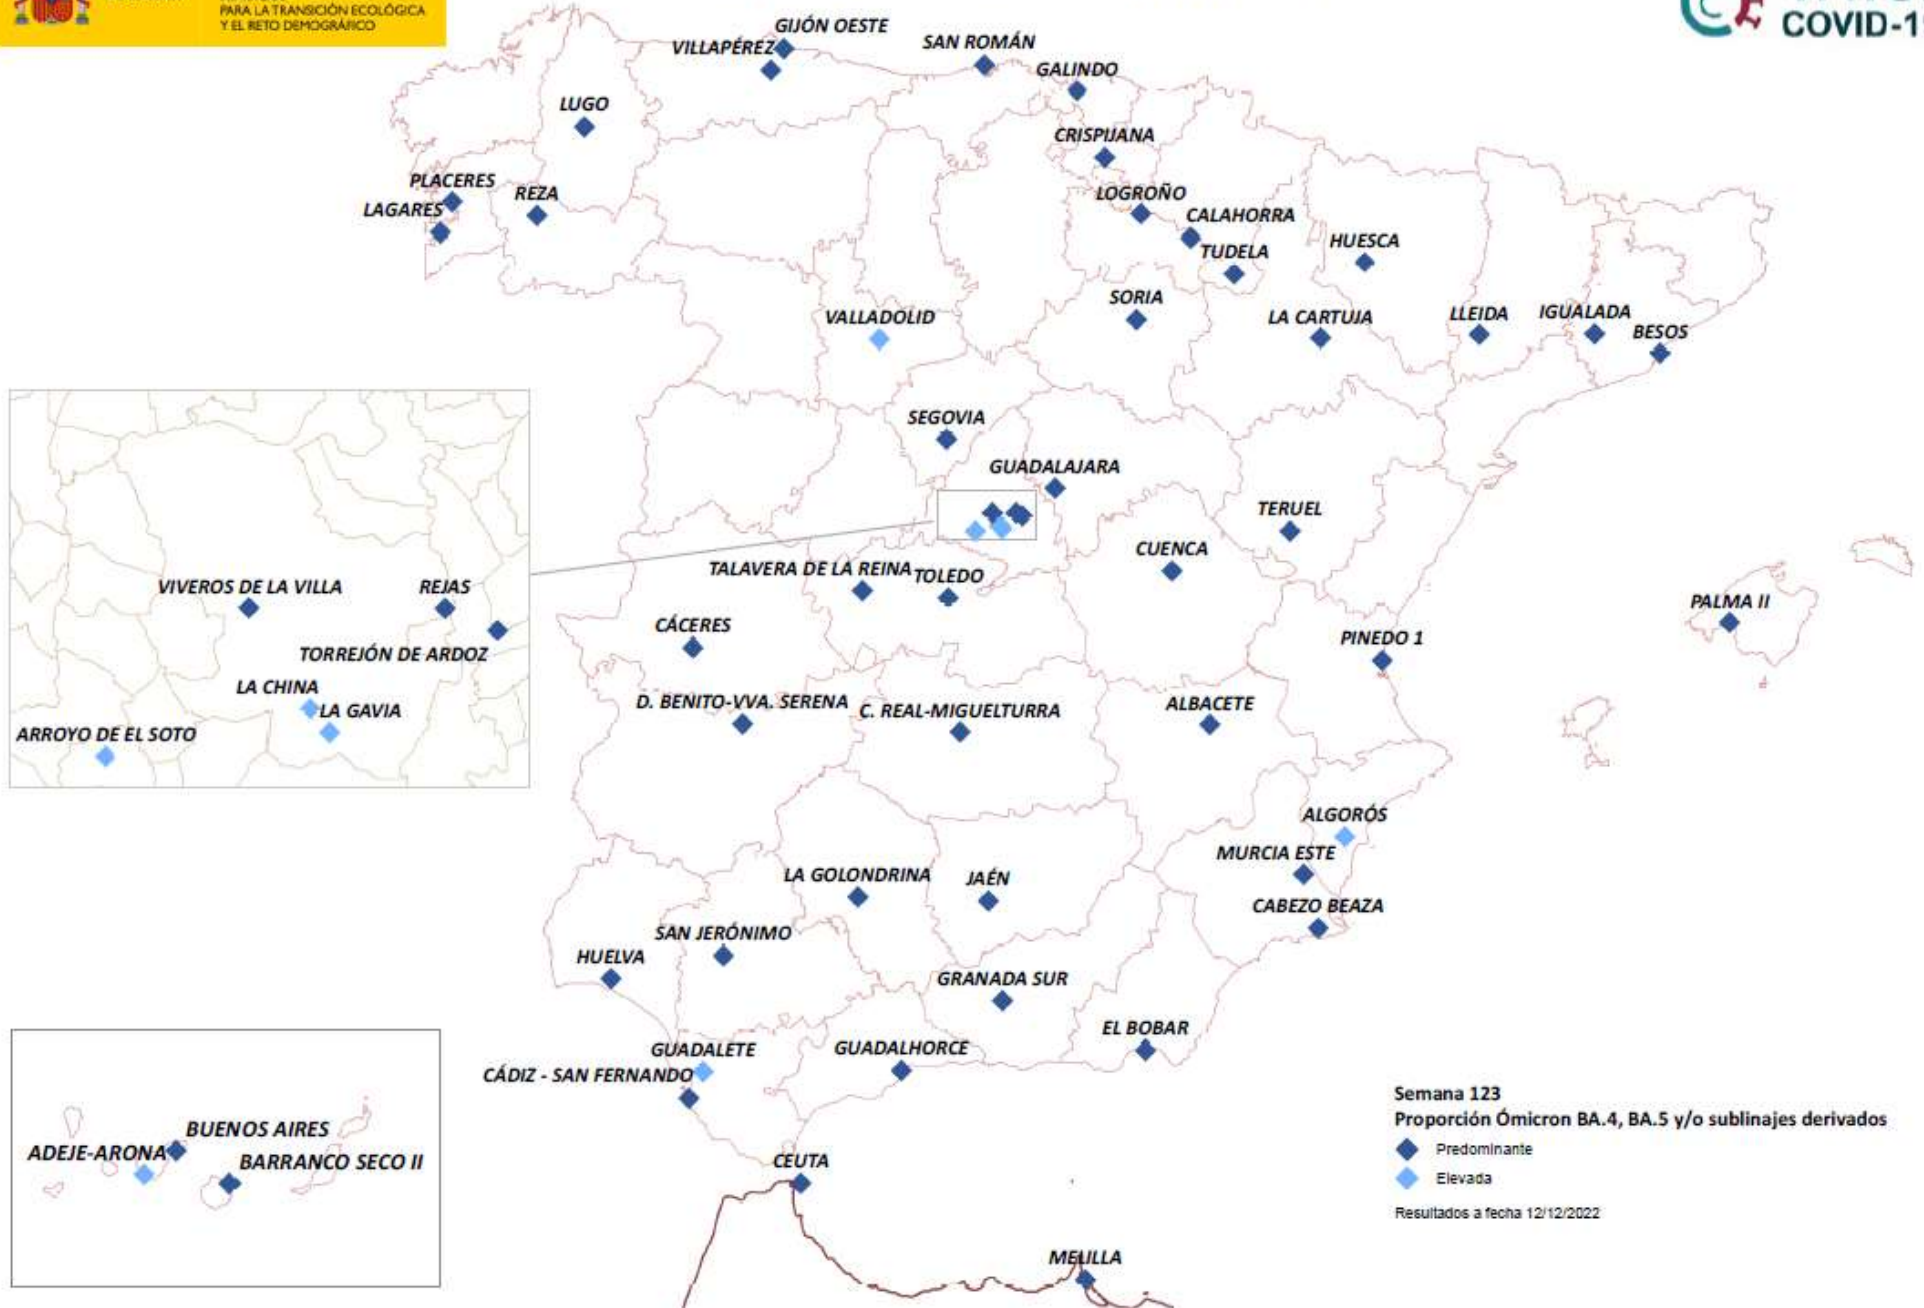 PARA LA TRANSICIÓN ECOLÓGICA
Y EL RETO DEMOGRÁFICO
COVID-1
GIJÓN OESTE
VILLAPÉREZ
SAN ROMÁN
GALINDO
LUGO
CRISPIJANA
PLACERES
REZA
LOGROÑO
LAGARES
CALAHORRA
TUDELA
HUESCA
SORIA
VALLADOLID
LA CARTUJA
LLEIDA
IGUALADA
BESOS
SEGOVIA
GUADALAJARA
TERUEL
CUENCA
TALAVERA DE LA REINA
TOLEDO
VIVEROS DE LA VILLA
REJAS
TORREJÓN DE ARDOZ
LA CHINA
LA GAVIA
ARROYO DE EL SOTO
PALMA II
CÁCERES
PINEDO 1
D. BENITO-VVA. SERENA
C. REAL-MIGUELTURRA
ALBACETE
ALGORÓS
MURCIA ESTE
LA GOLONDRINA
JAÉN
CABEZO BEAZA
SAN JERÓNIMO
HUELVA
GRANADA SUR
EL BOBAR
GUADALETE
GUADALHORCE
CÁDIZ - SAN FERNANDO
BUENOS AIRES
ADEJE-ARONA
BARRANCO SECO II
CEUTA
MELILLA
Semana 123
Proporción Ómicron BA.4, BA.5 y/o sublinajes derivados
Predominante
Elevada
Resultados a fecha 12/12/2022